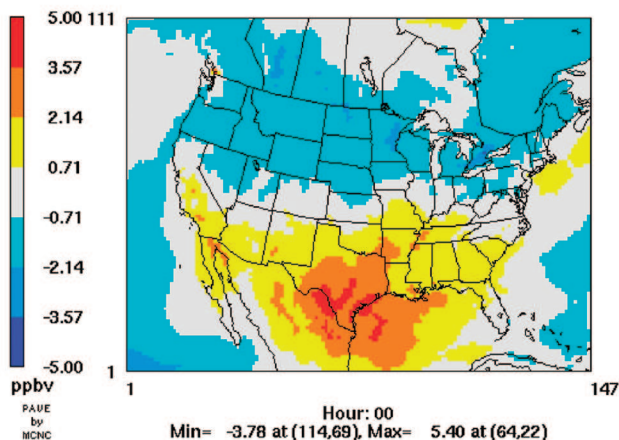 5.00
3.57
2.14
0.71
-0.71
-2.14
-3.57
-5.00
ppbv
PAVE
by
MCNC
111
1
1
147
Hour: 00
Min= -3.78 at (114,69), Max= 5.40 at (64,22)